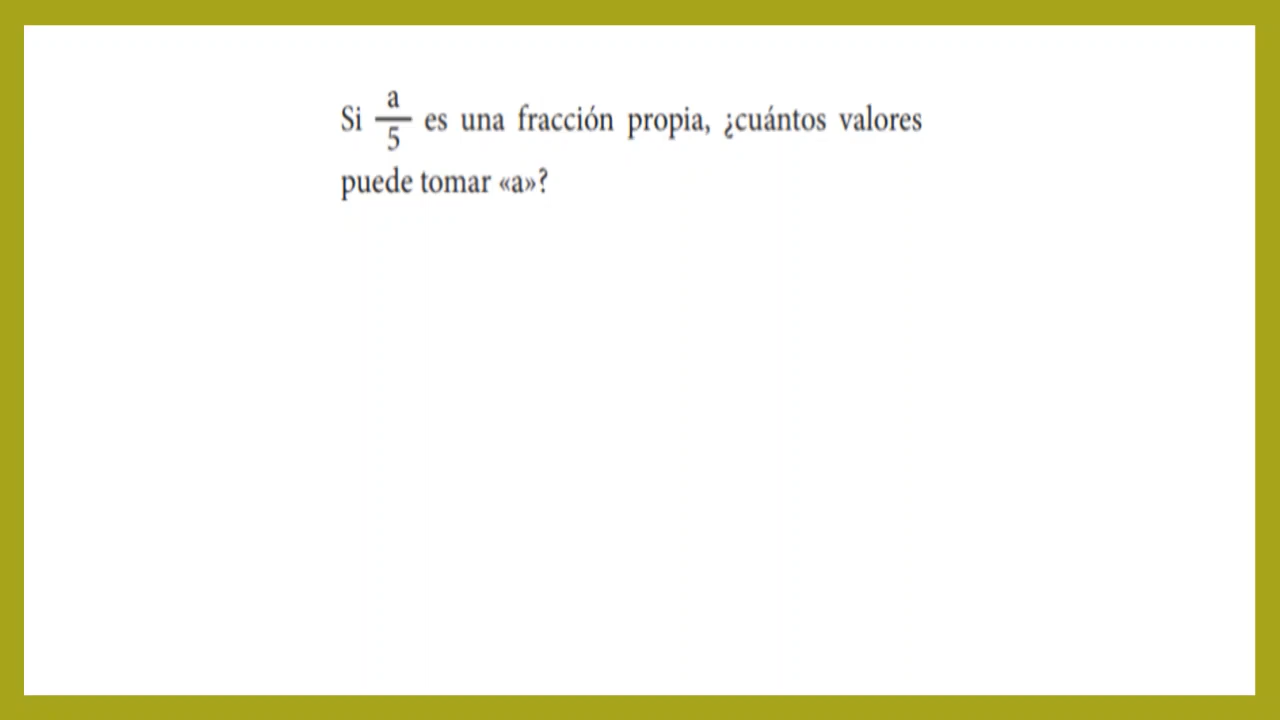 Si a/5 es una fracción propia, ¿cuántos valores
puede tomar «a»?